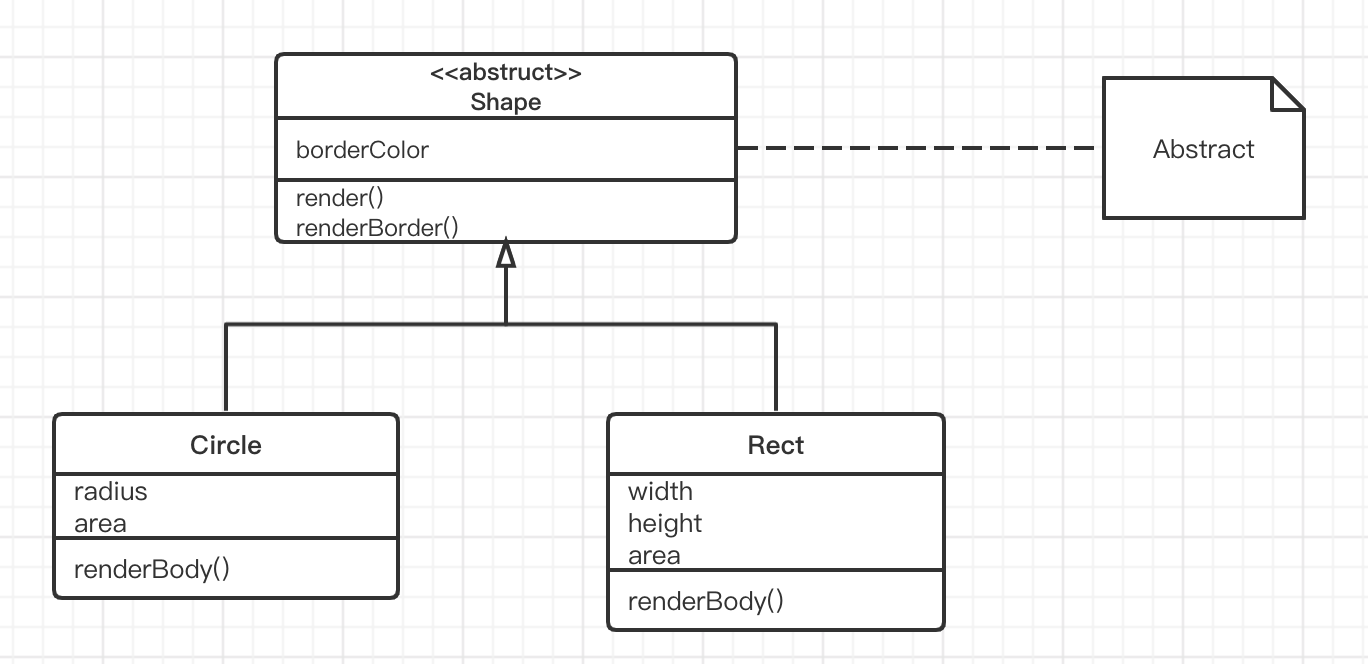 <<abstruct>>
Shape
borderColor
render()
renderBorder()
Abstract
Circle
radius
area
renderBody()
Rect
width
height
area
renderBody()